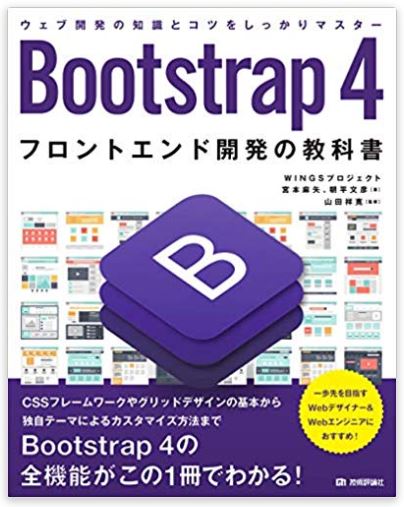 ウェブ開発の知識とコツをしっかりマスター
Bootstrap 4
フロントエンド開発の教科書
WINGSプロジェクト
宮本麻矢、朝平文彦[著]
山田祥寛[監修]
B
CSSフレームワークやグリッドデザインの基本から
独自テーマによるカスタマイズ方法まで
Bootstrap 4の
全機能がこの1冊でわかる!
一歩先を目指す
Webデザイナー&
Webエンジニアに
おすすめ!
技術評論社